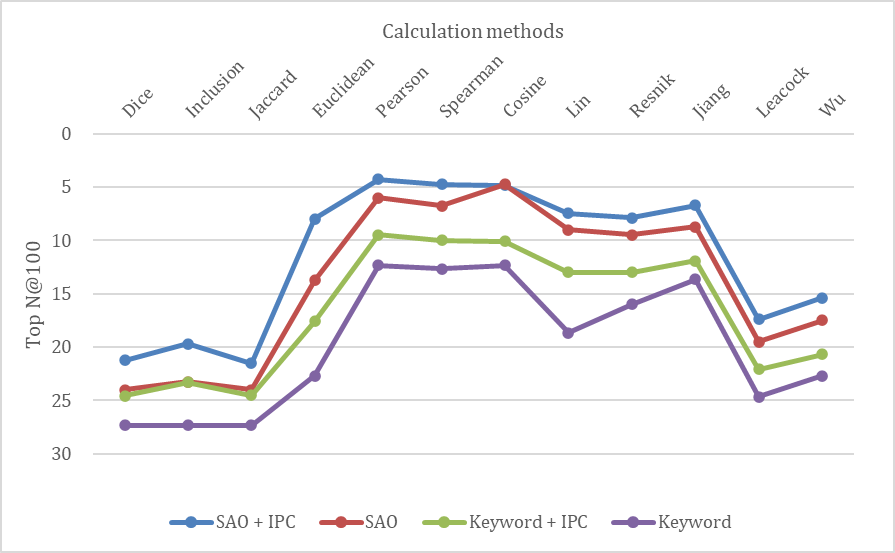 Calculation methods
Dice Inclusion Jaccard Euclidean Pearson Spearman Cosine Lin Resnik Jiang Leacock Wu
0
5
10
15
20
25
30
Top N@100
SAO + IPC SAO Keyword + IPC Keyword